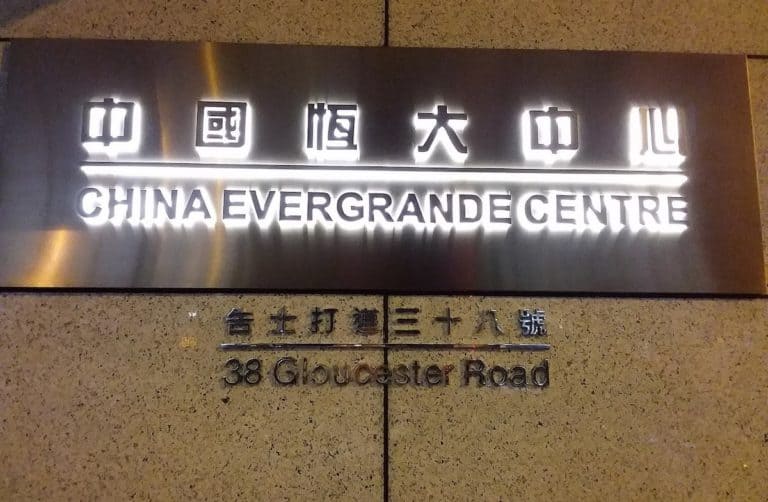 中國恆大中心
CHINA EVERGRANDE CENTRE
告士打道三十八號
38 Gloucester Road